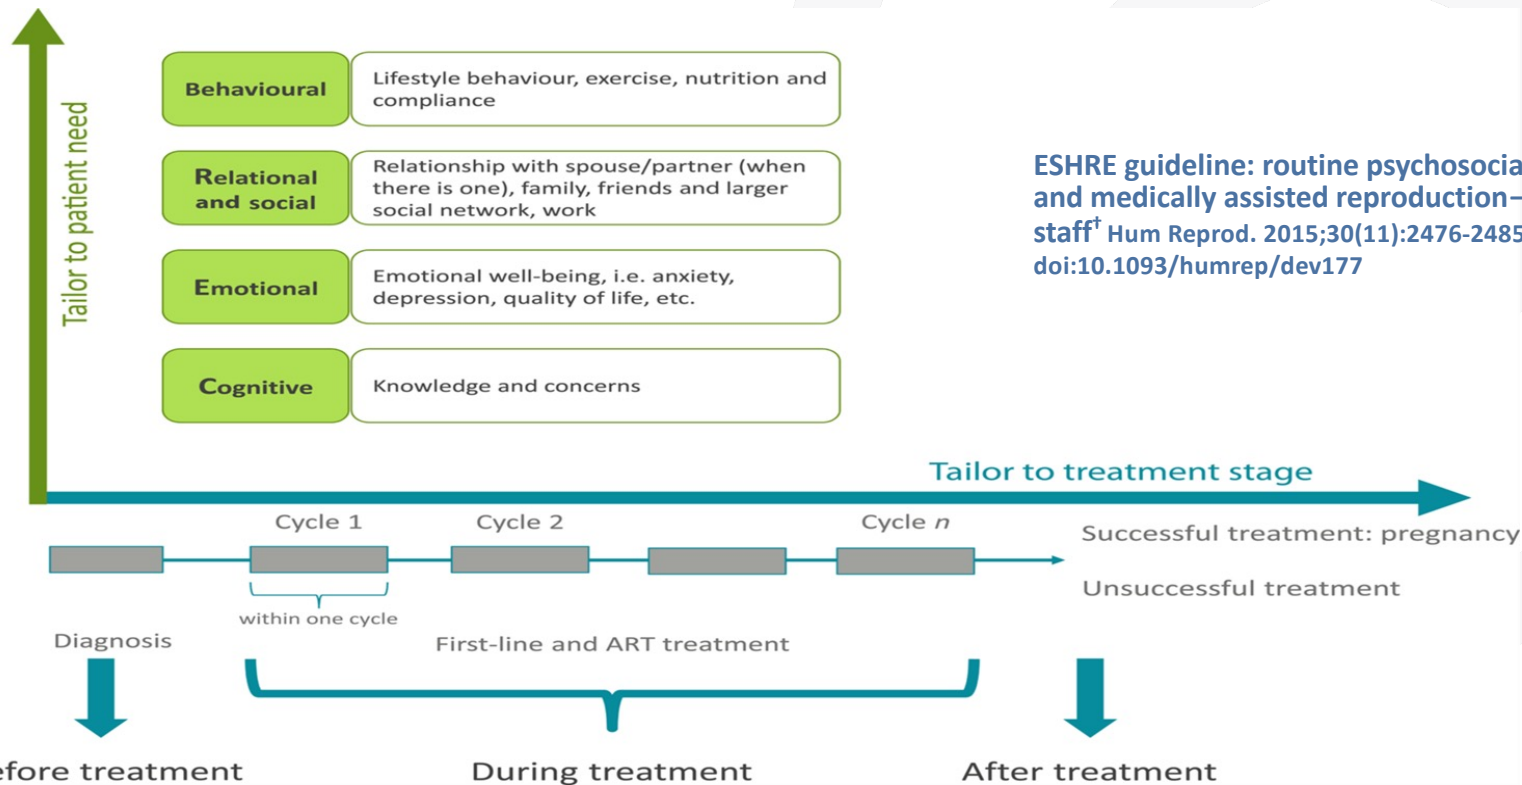 Tailor to patient need
Behavioural
Lifestyle behaviour, exercise, nutrition and
compliance
Relational
and social
Relationship with spouse/partner (when
there is one), family, friends and larger
social network, work
Emotional
Emotional well-being, i.e. anxiety,
depression, quality of life, etc.
Cognitive
Knowledge and concerns
ESHRE guideline: routine psychosocia
and medically assisted reproduction–
staff† Hum Reprod. 2015;30(11):2476-2485
doi:10.1093/humrep/dev177
Tailor to treatment stage
Cycle 1
Cycle 2
Cycle n
Successful treatment: pregnancy
Unsuccessful treatment
within one cycle
Diagnosis
First-line and ART treatment
efore treatment
During treatment
After treatment